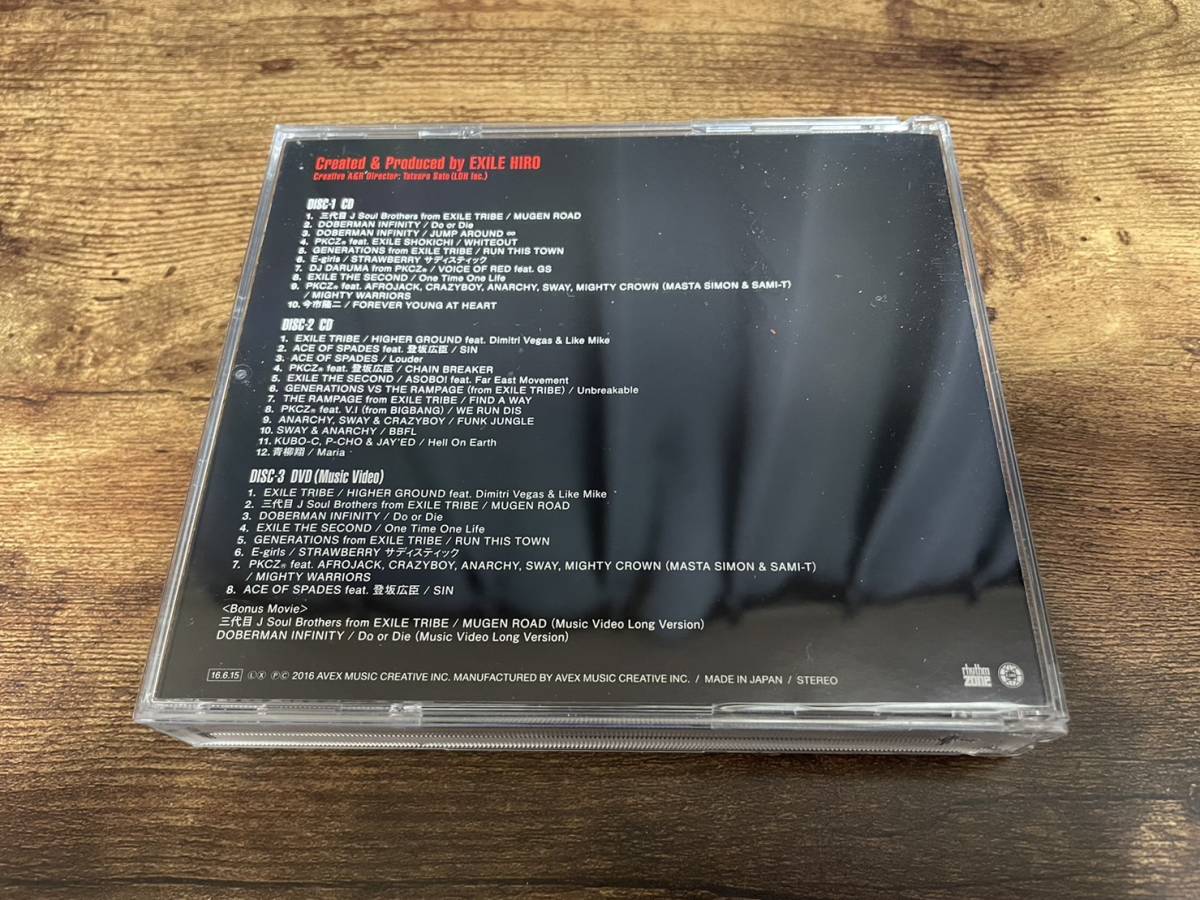 Created & Produced by EXILE HIRO
Creative A&R Director: Tatsuro Sato (LDH Inc.)
DISC-1 CD
1. 三代目 J Soul Brothers from EXILE TRIBE / MUGEN ROAD
2. DOBERMAN INFINITY / Do or Die
3. DOBERMAN INFINITY / JUMP AROUND ∞
4. PKCZ® feat. EXILE SHOKICHI / WHITEOUT
5. GENERATIONS from EXILE TRIBE / RUN THIS TOWN
6. E-girls / STRAWBERRY サディスティック
7. DJ DARUMA from PKCZ® / VOICE OF RED feat. GS
8. EXILE THE SECOND / One Time One Life
9. PKCZ® feat. AFROJACK, CRAZYBOY, ANARCHY, SWAY, MIGHTY CROWN (MASTA SIMON & SAMI-T)
/ MIGHTY WARRIORS
10. 今市隆二 / FOREVER YOUNG AT HEART
DISC-2 CD
1. EXILE TRIBE / HIGHER GROUND feat. Dimitri Vegas & Like Mike
2. ACE OF SPADES feat. 登坂広臣 / SIN
3. ACE OF SPADES / Louder
4. PKCZ® feat. 登坂広臣 / CHAIN BREAKER
5. EXILE THE SECOND / ASOBO! feat. Far East Movement
6. GENERATIONS VS THE RAMPAGE (from EXILE TRIBE) / Unbreakable
7. THE RAMPAGE from EXILE TRIBE / FIND A WAY
8. PKCZ® feat. V.I (from BIGBANG) / WE RUN DIS
9. ANARCHY, SWAY & CRAZYBOY / FUNK JUNGLE
10. SWAY & ANARCHY / BBFL
11. KUBO-C, P-CHO & JAY'ED / Hell On Earth
12. 青柳翔 / Maria
DISC-3 DVD (Music Video)
1. EXILE TRIBE / HIGHER GROUND feat. Dimitri Vegas & Like Mike
2. 三代目 J Soul Brothers from EXILE TRIBE / MUGEN ROAD
3. DOBERMAN INFINITY / Do or Die
4. EXILE THE SECOND / One Time One Life
5. GENERATIONS from EXILE TRIBE / RUN THIS TOWN
6. E-girls / STRAWBERRY サディスティック
7. PKCZ® feat. AFROJACK, CRAZYBOY, ANARCHY, SWAY, MIGHTY CROWN (MASTA SIMON & SAMI-T)
/ MIGHTY WARRIORS
8. ACE OF SPADES feat. 登坂広臣 / SIN
<Bonus Movie>
三代目 J Soul Brothers from EXILE TRIBE / MUGEN ROAD (Music Video Long Version)
DOBERMAN INFINITY / Do or Die (Music Video Long Version)
16.6.15 Ⓛ Ⓧ Ⓟ Ⓒ 2016 AVEX MUSIC CREATIVE INC. MANUFACTURED BY AVEX MUSIC CREATIVE INC. / MADE IN JAPAN / STEREO
rhythm
zone